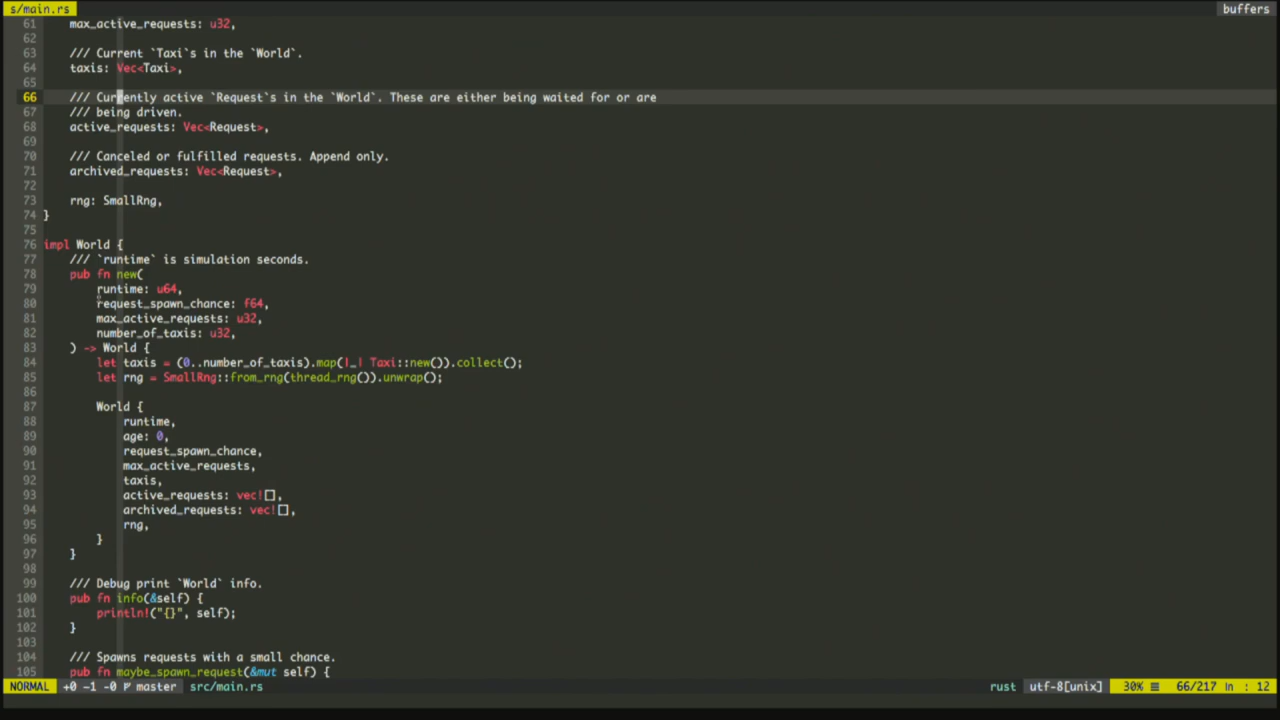 s/main.rs buffers
61 max_active_requests: u32,
62
63 /// Current `Taxi`s in the `World`.
64 taxis: Vec<Taxi>,
65
66 /// Currently active `Request`s in the `World`. These are either being waited for or are
67 /// being driven.
68 active_requests: Vec<Request>,
69
70 /// Canceled or fulfilled requests. Append only.
71 archived_requests: Vec<Request>,
72
73 rng: SmallRng,
74 }
75
76 impl World {
77 /// `runtime` is simulation seconds.
78 pub fn new(
79 runtime: u64,
80 request_spawn_chance: f64,
81 max_active_requests: u32,
82 number_of_taxis: u32,
83 ) -> World {
84 let taxis = (0..number_of_taxis).map(|_| Taxi::new()).collect();
85 let rng = SmallRng::from_rng(thread_rng()).unwrap();
86
87 World {
88 runtime,
89 age: 0,
90 request_spawn_chance,
91 max_active_requests,
92 taxis,
93 active_requests: vec![],
94 archived_requests: vec![],
95 rng,
96 }
97 }
98
99 /// Debug print `World` info.
100 pub fn info(&self) {
101 println!("{}", self);
102 }
103
104 /// Spawns requests with a small chance.
105 pub fn maybe_spawn_request(&mut self) {
NORMAL +0 ~1 -0 master src/main.rs rust utf-8[unix] 30% ≡ 66/217 ln : 12